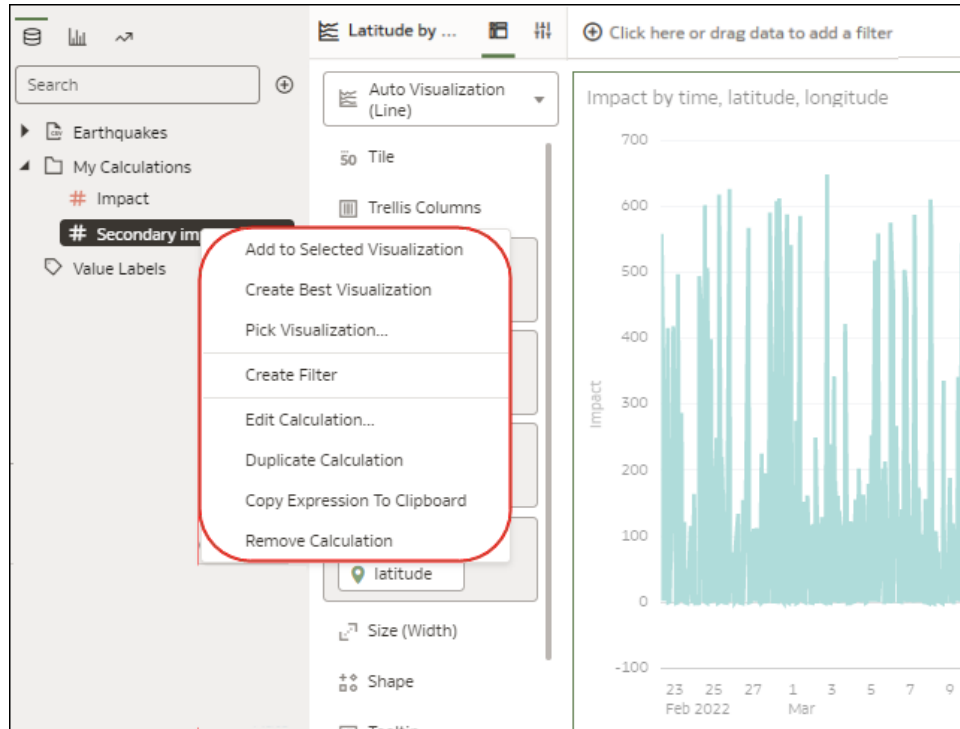 Latitude by ...
Click here or drag data to add a filter
Search
Earthquakes
My Calculations
# Impact
# Secondary im
Value Labels
Auto Visualization
(Line)
50 Tile
Trellis Columns
Add to Selected Visualization
Create Best Visualization
Pick Visualization...
Create Filter
Edit Calculation...
Duplicate Calculation
Copy Expression To Clipboard
Remove Calculation
latitude
Size (Width)
Shape
Impact by time, latitude, longitude
Impact
700
600
500
400
300
200
100
0
-100
23 25 27 1 3 5 7 9
Feb 2022 Mar